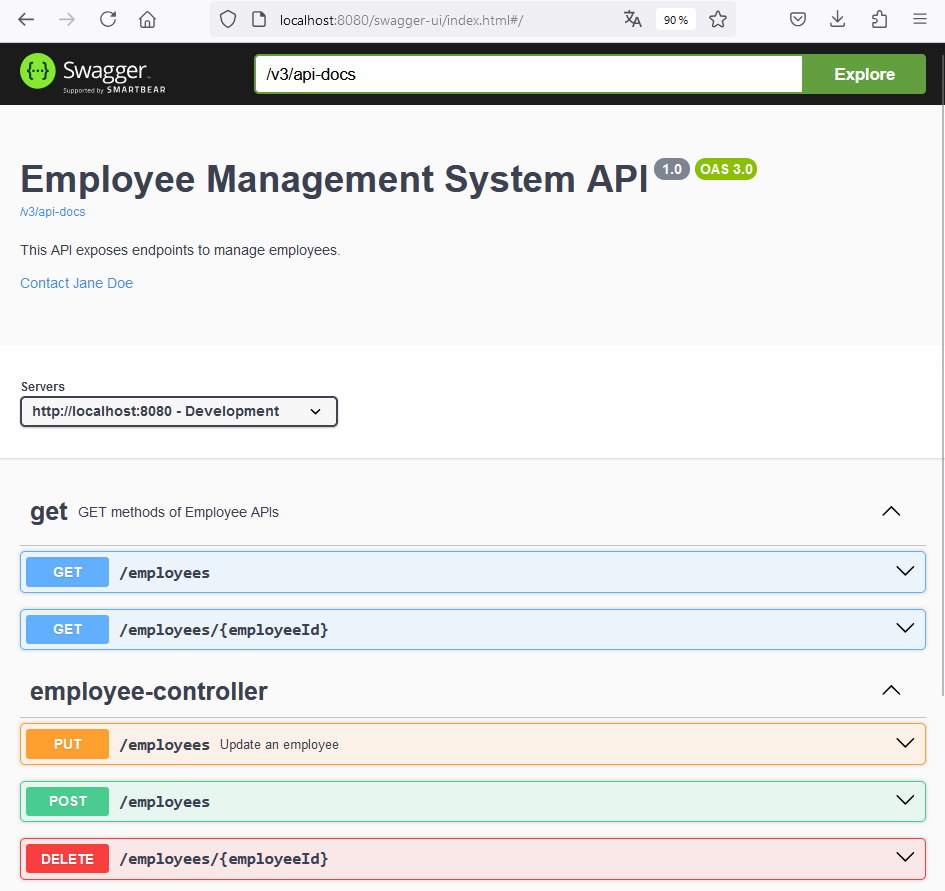 localhost:8080/swagger-ui/index.html#/
90%
{···} Swagger
Supported by SMARTBEAR
/v3/api-docs
Explore
Employee Management System API 1.0 OAS 3.0
/v3/api-docs
This API exposes endpoints to manage employees.
Contact Jane Doe
Servers
http://localhost:8080 - Development
get GET methods of Employee APIs
GET /employees
GET /employees/{employeeId}
employee-controller
PUT /employees Update an employee
POST /employees
DELETE /employees/{employeeId}